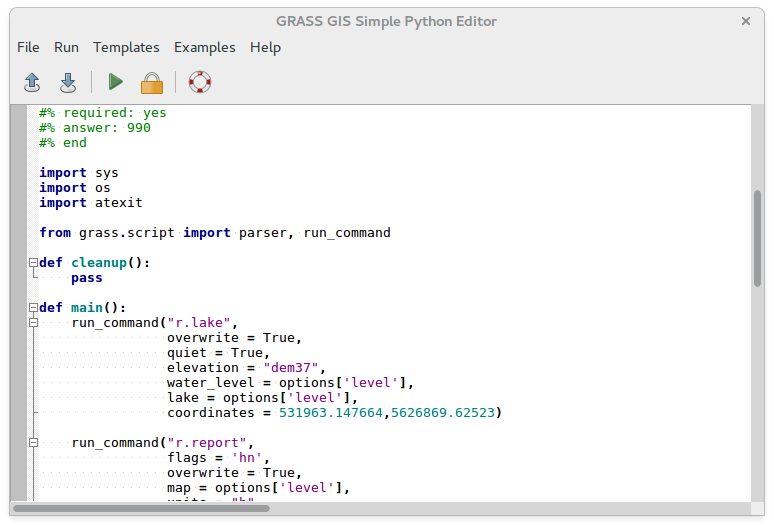 GRASS GIS Simple Python Editor
File Run Templates Examples Help
#% required: yes
#% answer: 990
#% end
import sys
import os
import atexit
from grass.script import parser, run_command
def cleanup():
pass
def main():
run_command("r.lake",
overwrite = True,
quiet = True,
elevation = "dem37",
water_level = options['level'],
lake = options['level'],
coordinates = 531963.147664,5626869.62523)
run_command("r.report",
flags = 'hn',
overwrite = True,
map = options['level'],